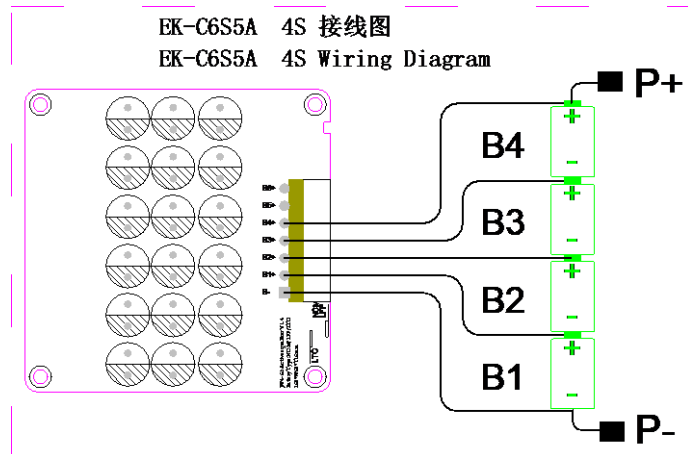 EK-C6S5A 4S 接线图
EK-C6S5A 4S Wiring Diagram
P+
B4
B3
B2
B1
P-
B6+
B5+
B4+
B3+
B2+
B1+
B-
LTO